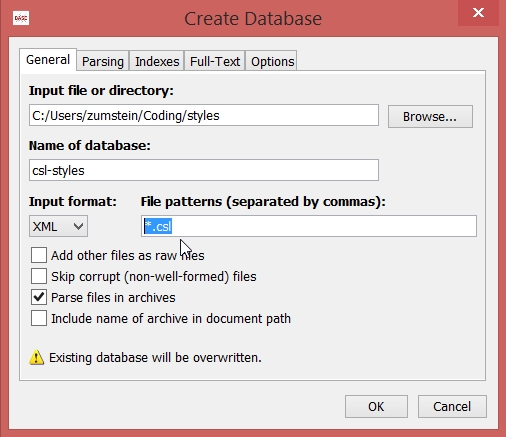 BASE
Create Database
General Parsing Indexes Full-Text Options
Input file or directory:
C:/Users/zumstein/Coding/styles Browse...
Name of database:
csl-styles
Input format: File patterns (separated by commas):
XML *.csl
Add other files as raw files
Skip corrupt (non-well-formed) files
Parse files in archives
Include name of archive in document path
Existing database will be overwritten.
OK Cancel